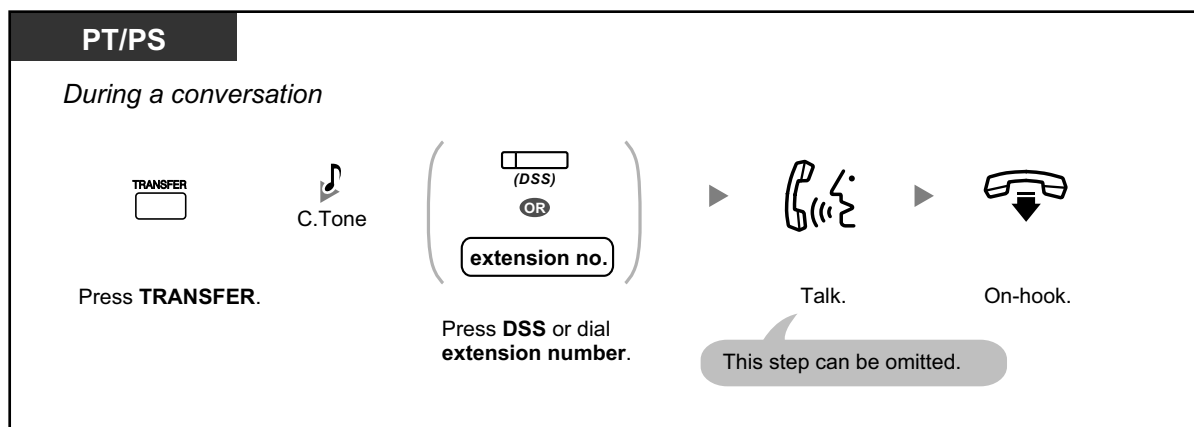 PT/PS
During a conversation
TRANSFER
C.Tone
(DSS)
OR
extension no.
Press TRANSFER.
Press DSS or dial
extension number.
Talk.
On-hook.
This step can be omitted.